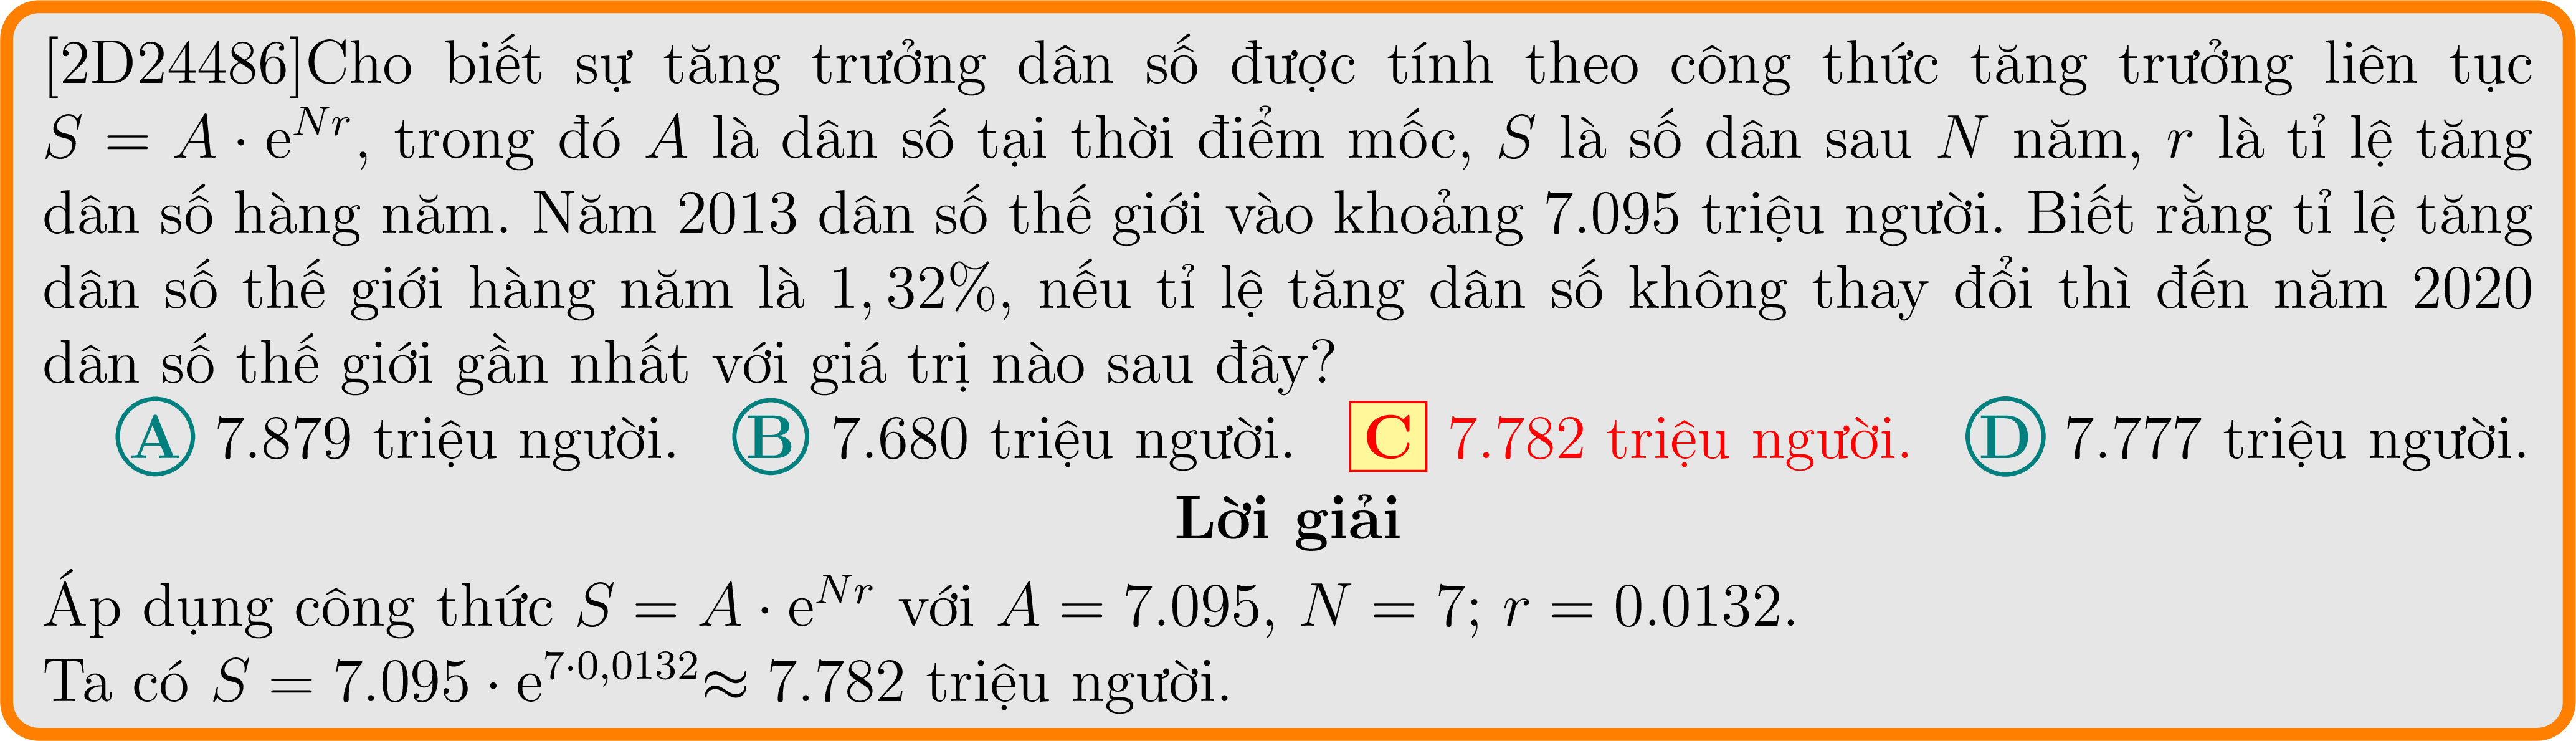 [2D24486]Cho biết sự tăng trưởng dân số được tính theo công thức tăng trưởng liên tục
S = A · e^{Nr}, trong đó A là dân số tại thời điểm mốc, S là số dân sau N năm, r là tỉ lệ tăng
dân số hàng năm. Năm 2013 dân số thế giới vào khoảng 7.095 triệu người. Biết rằng tỉ lệ tăng
dân số thế giới hàng năm là 1,32%, nếu tỉ lệ tăng dân số không thay đổi thì đến năm 2020
dân số thế giới gần nhất với giá trị nào sau đây?
A 7.879 triệu người. B 7.680 triệu người. C 7.782 triệu người. D 7.777 triệu người.
Lời giải
Áp dụng công thức S = A · e^{Nr} với A = 7.095, N = 7; r = 0.0132.
Ta có S = 7.095 · e^{7·0,0132} ≈ 7.782 triệu người.